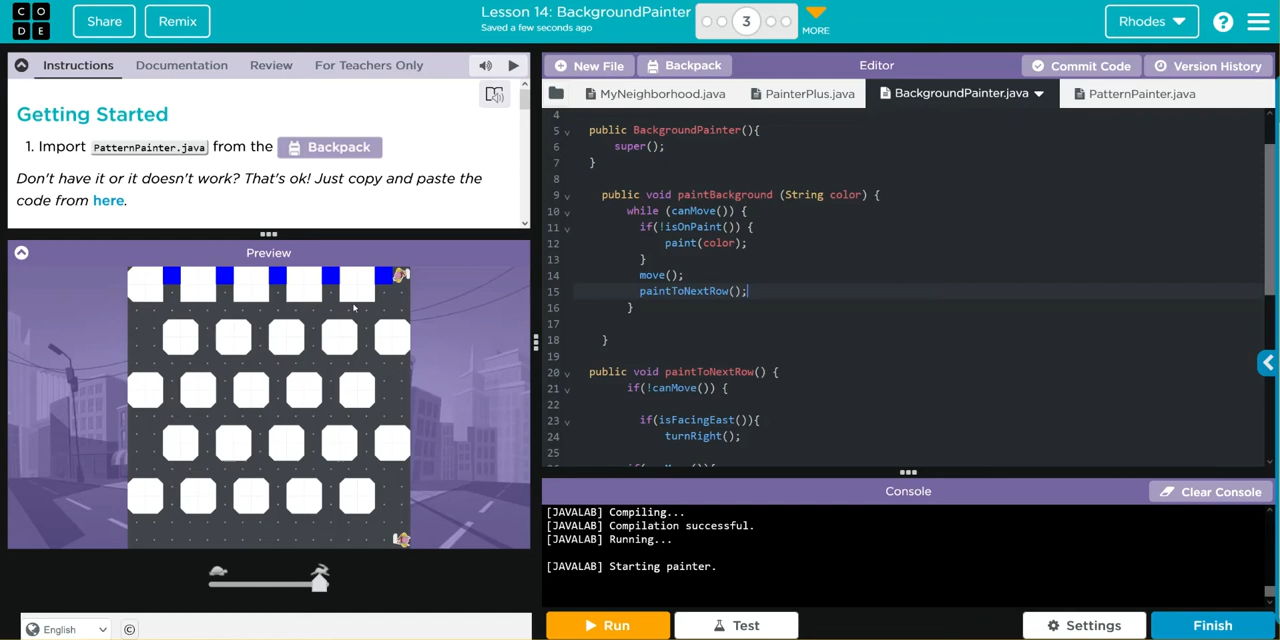 C O
D E
Share
Remix
Lesson 14: BackgroundPainter
Saved a few seconds ago
3
MORE
Rhodes
?
Instructions
Documentation
Review
For Teachers Only
Getting Started
1. Import PatternPainter.java from the Backpack
Don't have it or it doesn't work? That's ok! Just copy and paste the
code from here.
Preview
English
©
New File
Backpack
Editor
Commit Code
Version History
MyNeighborhood.java
PainterPlus.java
BackgroundPainter.java
PatternPainter.java
4
5 public BackgroundPainter(){
6 super();
7 }
8
9 public void paintBackground (String color) {
10 while (canMove()) {
11 if(!isOnPaint()) {
12 paint(color);
13 }
14 move();
15 paintToNextRow();
16 }
17
18 }
19
20 public void paintToNextRow() {
21 if(!canMove()) {
22
23 if(isFacingEast()){
24 turnRight();
Console
Clear Console
[JAVALAB] Compiling...
[JAVALAB] Compilation successful.
[JAVALAB] Running...
[JAVALAB] Starting painter.
Run
Test
Settings
Finish